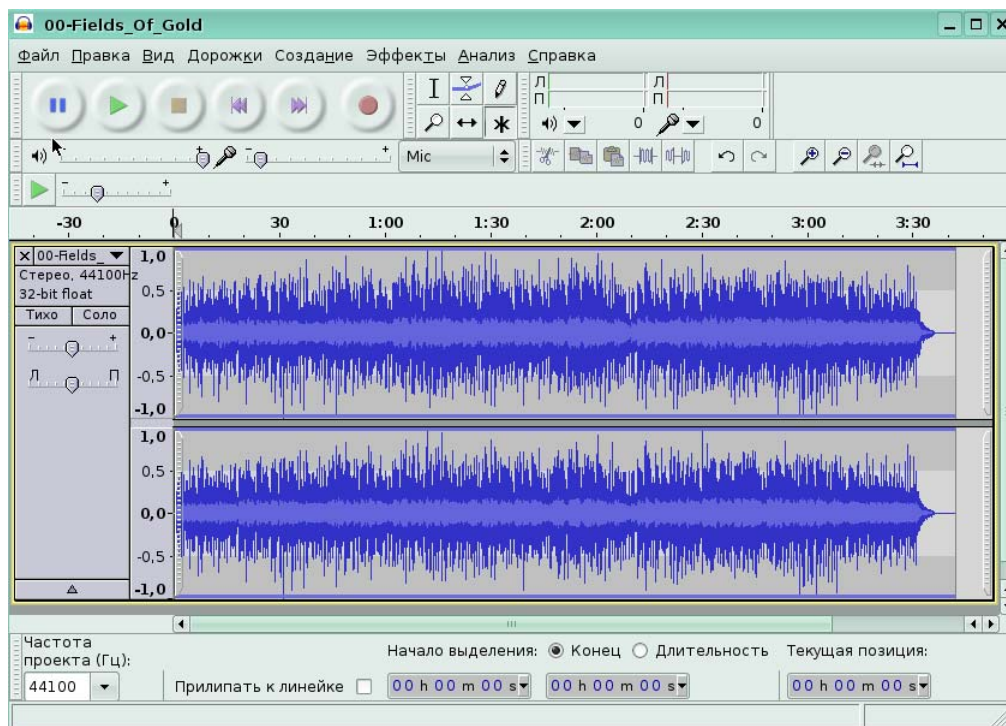 00-Fields_Of_Gold
Файл Правка Вид Дорожки Создание Эффекты Анализ Справка
Л Л
П П
0 0
- + - + Mic
- +
-30 0 30 1:00 1:30 2:00 2:30 3:00 3:30
00-Fields_
Стерео, 44100Hz
32-bit float
Тихо Соло
- +
Л П
1,0
0,5
0,0
-0,5
-1,0
1,0
0,5
0,0
-0,5
-1,0
Частота
проекта (Гц):
44100
Начало выделения: Конец Длительность Текущая позиция:
Прилипать к линейке 00 h 00 m 00 s 00 h 00 m 00 s 00 h 00 m 00 s